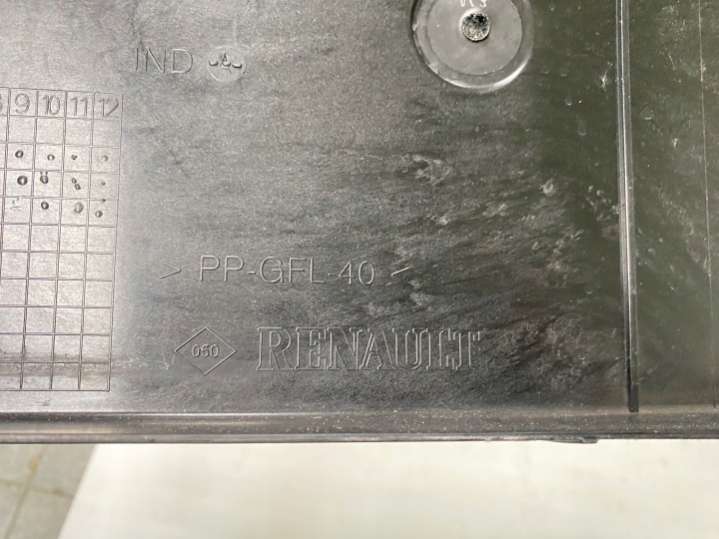 IND
9 10 11 12
> PP-GFL 40 <
050
RENAULT